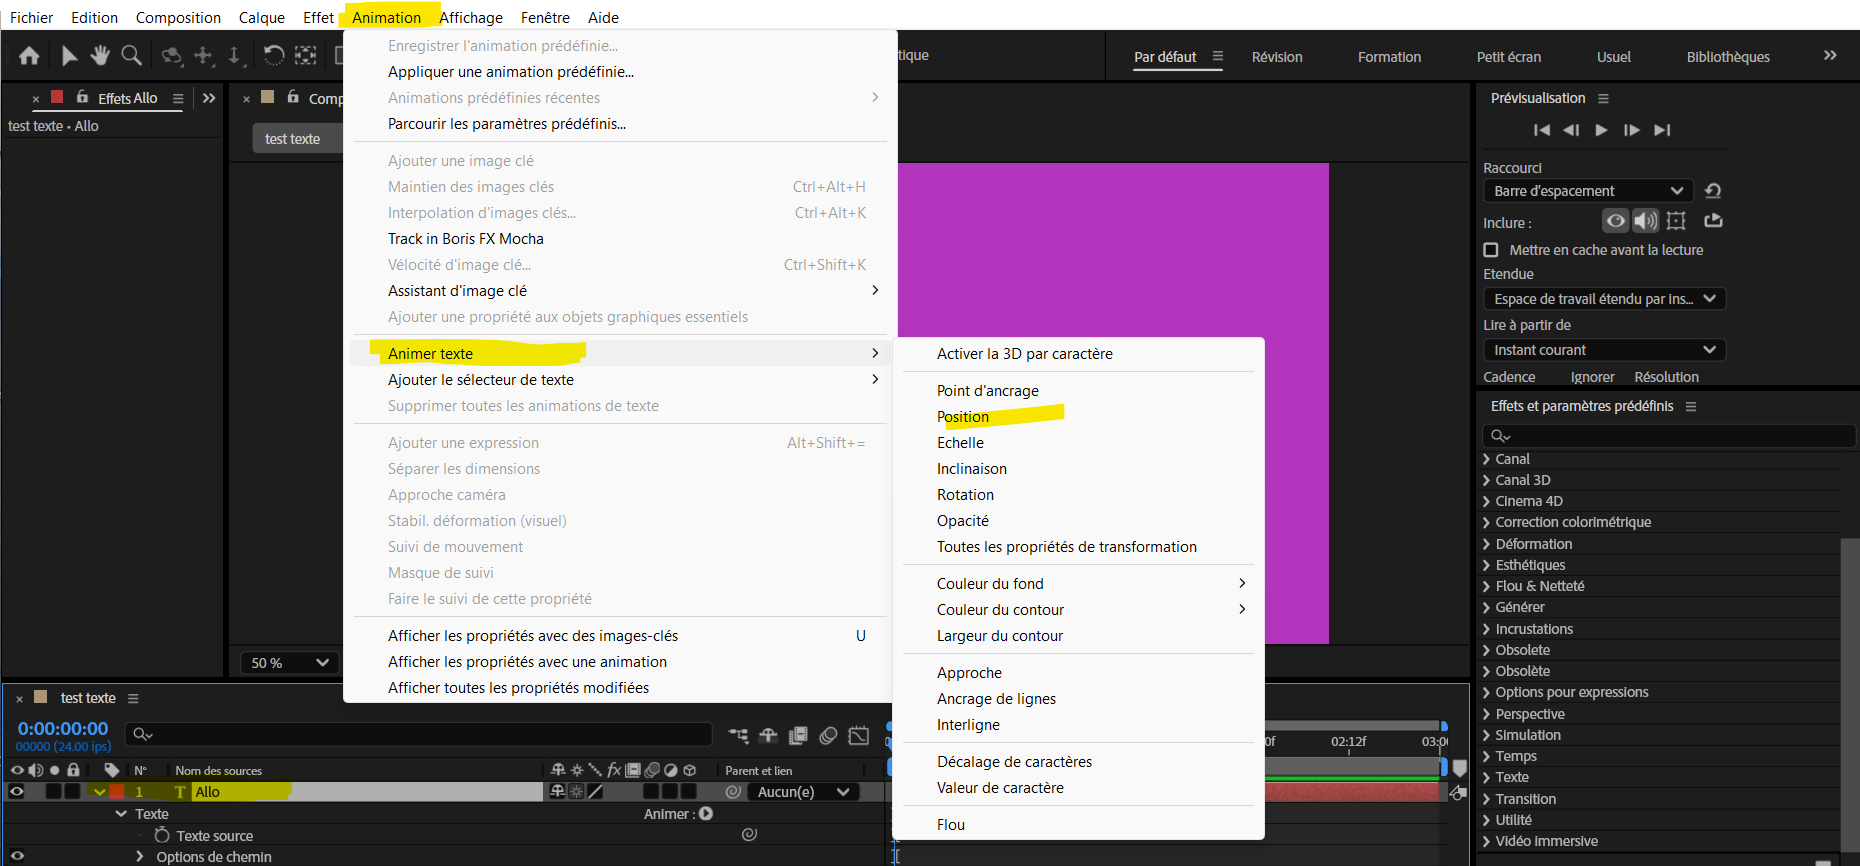 Fichier Edition Composition Calque Effet Animation Affichage Fenêtre Aide
tique Par défaut Révision Formation Petit écran Usuel Bibliothèques
Effets Allo
test texte • Allo
Comp
test texte
50 %
Enregistrer l'animation prédéfinie...
Appliquer une animation prédéfinie...
Animations prédéfinies récentes
Parcourir les paramètres prédéfinis...
Ajouter une image clé
Maintien des images clés Ctrl+Alt+H
Interpolation d'images clés... Ctrl+Alt+K
Track in Boris FX Mocha
Vélocité d'image clé... Ctrl+Shift+K
Assistant d'image clé
Ajouter une propriété aux objets graphiques essentiels
Animer texte
Ajouter le sélecteur de texte
Supprimer toutes les animations de texte
Ajouter une expression Alt+Shift+=
Séparer les dimensions
Approche caméra
Stabil. déformation (visuel)
Suivi de mouvement
Masque de suivi
Faire le suivi de cette propriété
Afficher les propriétés avec des images-clés U
Afficher les propriétés avec une animation
Afficher toutes les propriétés modifiées
Activer la 3D par caractère
Point d'ancrage
Position
Echelle
Inclinaison
Rotation
Opacité
Toutes les propriétés de transformation
Couleur du fond
Couleur du contour
Largeur du contour
Approche
Ancrage de lignes
Interligne
Décalage de caractères
Valeur de caractère
Flou
Prévisualisation
Raccourci
Barre d'espacement
Inclure :
Mettre en cache avant la lecture
Etendue
Espace de travail étendu par ins...
Lire à partir de
Instant courant
Cadence Ignorer Résolution
Effets et paramètres prédéfinis
Canal
Canal 3D
Cinema 4D
Correction colorimétrique
Déformation
Esthétiques
Flou & Netteté
Générer
Incrustations
Obsolete
Obsolète
Options pour expressions
Perspective
Simulation
Temps
Texte
Transition
Utilité
Vidéo immersive
test texte
0:00:00:00
00000 (24.00 ips)
0f 02:12f 03:0
N° Nom des sources fx Parent et lien
1 T Allo Aucun(e)
Texte Animer :
Texte source
Options de chemin